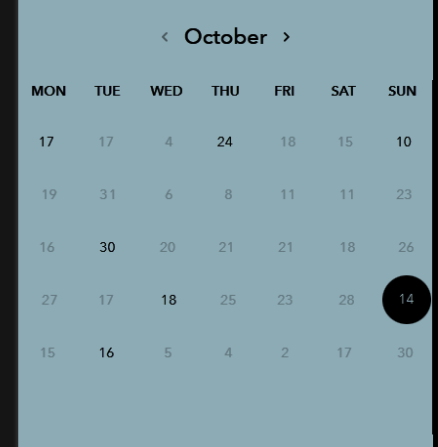 ‹ October ›
MON TUE WED THU FRI SAT SUN
17 17 4 24 18 15 10
19 31 6 8 11 11 23
16 30 20 21 21 18 26
27 17 18 25 23 28 14
15 16 5 4 2 17 30